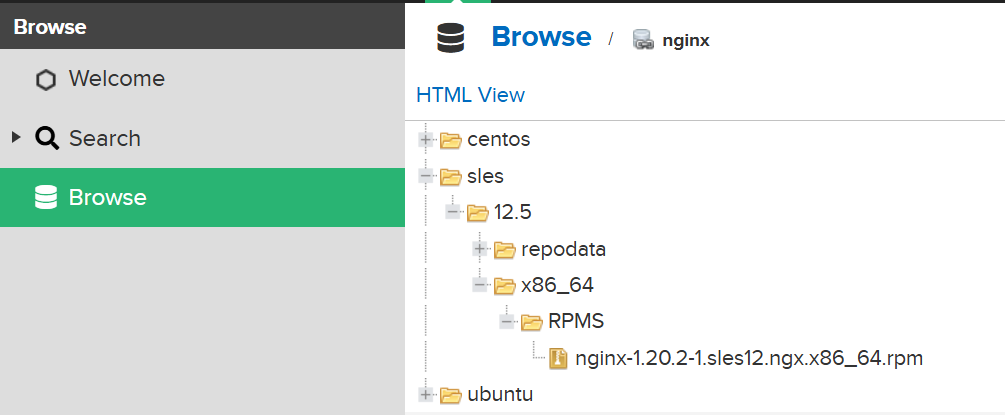 Browse
Welcome
Search
Browse
Browse / nginx
HTML View
centos
sles
12.5
repodata
x86_64
RPMS
nginx-1.20.2-1.sles12.ngx.x86_64.rpm
ubuntu